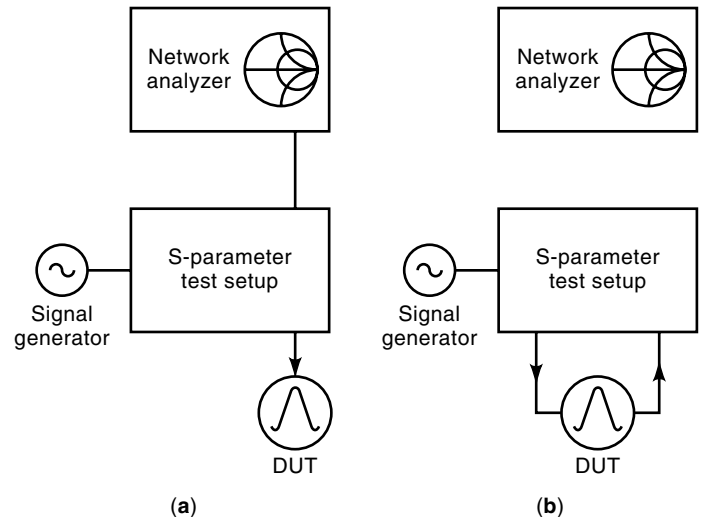 Network
analyzer
S-parameter
test setup
Signal
generator
DUT
(a)
Network
analyzer
S-parameter
test setup
Signal
generator
DUT
(b)